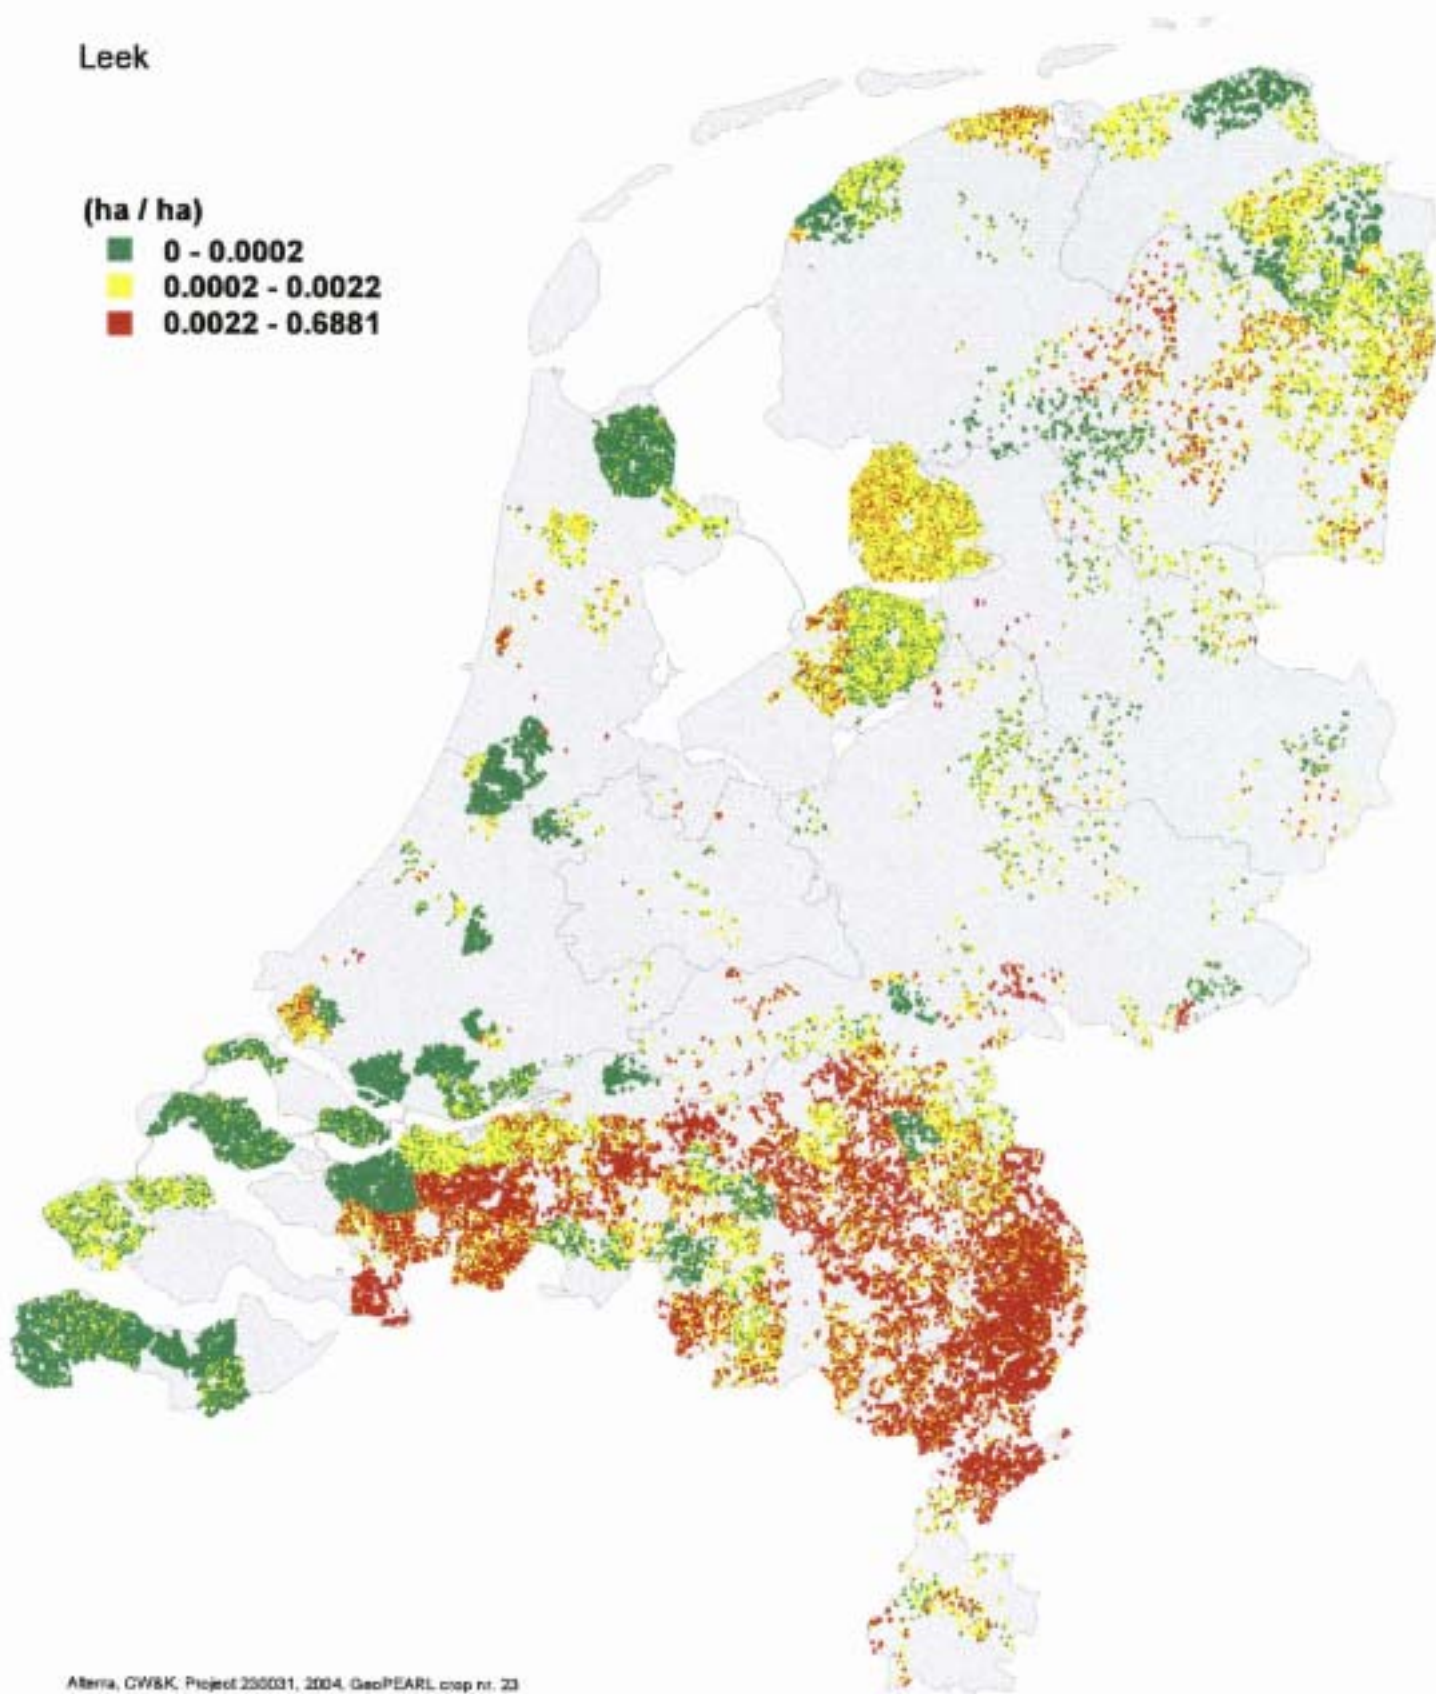 Leek
(ha / ha)
0 - 0.0002
0.0002 - 0.0022
0.0022 - 0.6881
Alterra, CW&K, Project 230031, 2004, GeoPEARL crop nr. 23